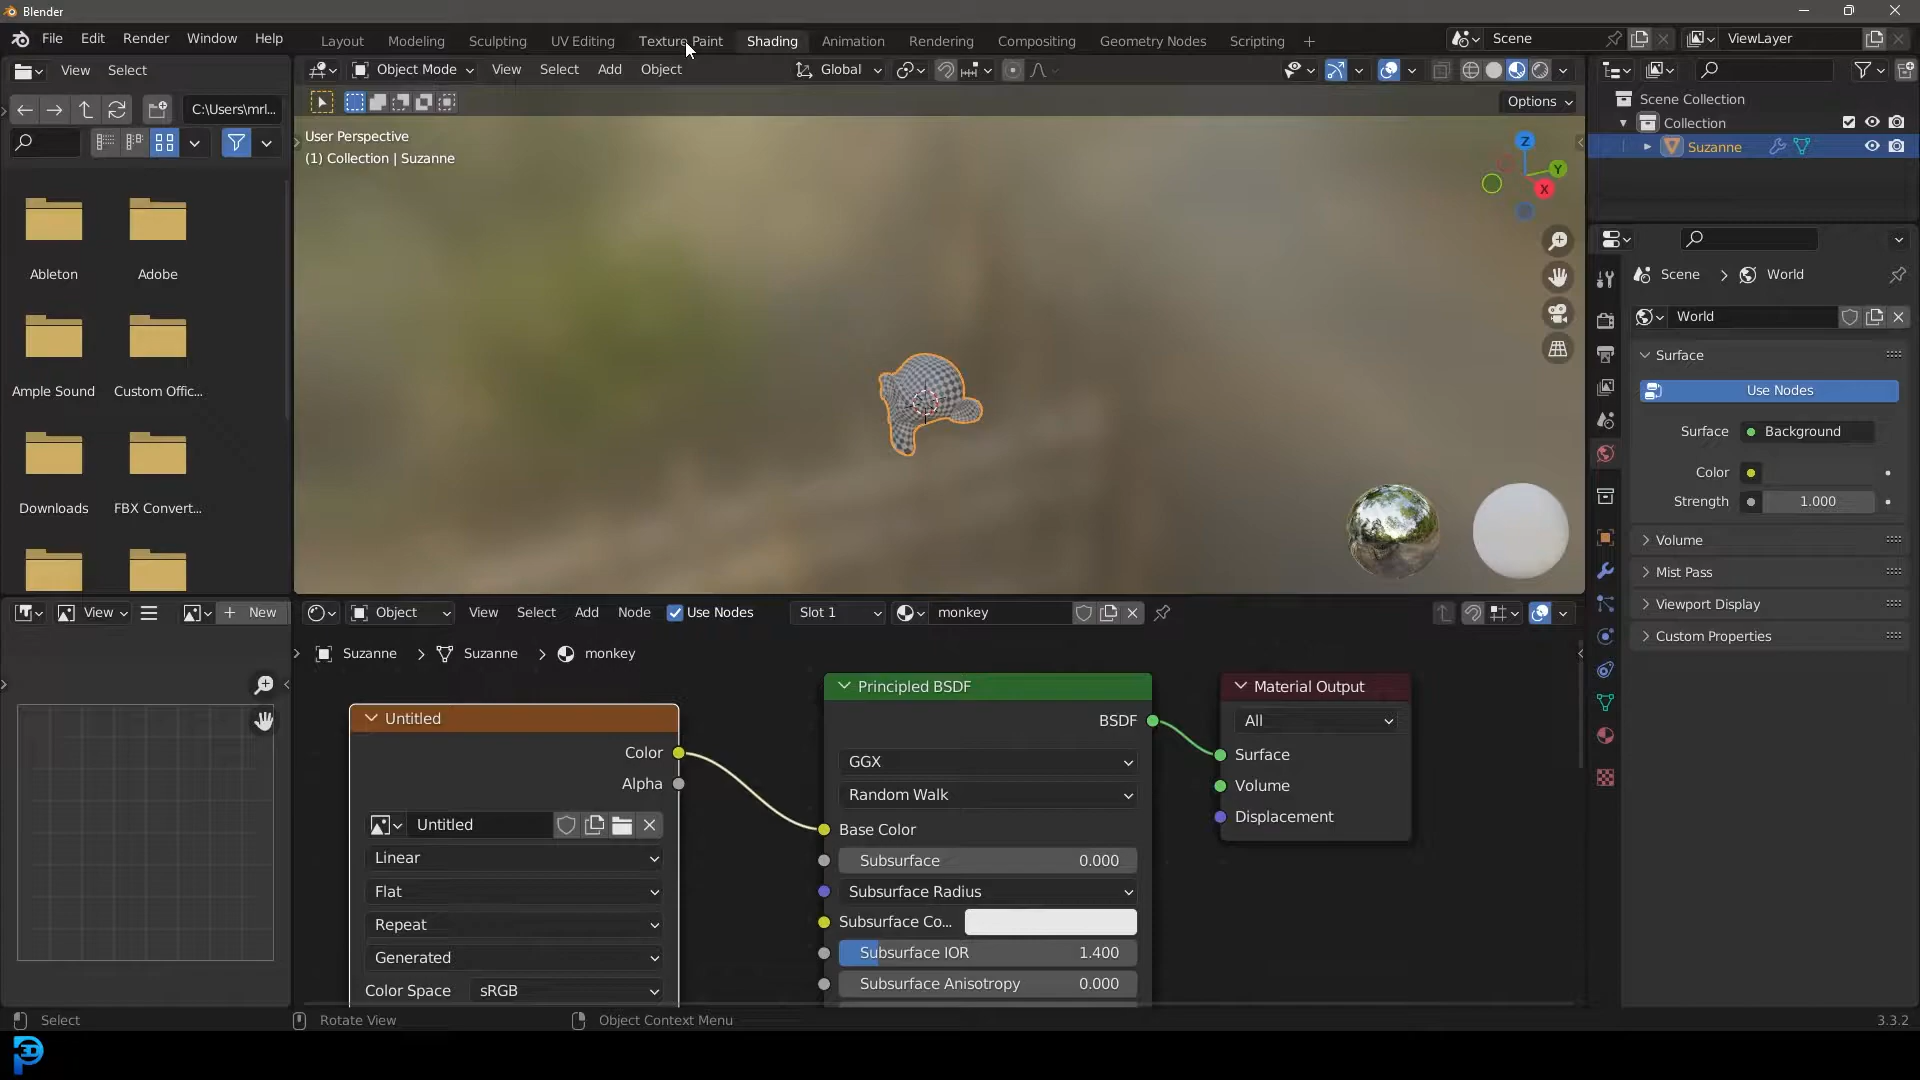 Blender
File Edit Render Window Help
Layout Modeling Sculpting UV Editing Texture Paint Shading Animation Rendering Compositing Geometry Nodes Scripting +
Scene
ViewLayer
View Select
Object Mode View Select Add Object
Global
C:\Users\mrl...
Options
User Perspective
(1) Collection | Suzanne
Z
Y
X
Scene Collection
Collection
Suzanne
Ableton Adobe
Ample Sound Custom Offic...
Downloads FBX Convert...
Scene > World
World
Surface
Use Nodes
Surface Background
Color
Strength 1.000
Volume
Mist Pass
Viewport Display
Custom Properties
View
+ New
Object View Select Add Node Use Nodes Slot 1 monkey
Suzanne > Suzanne > monkey
Untitled
Color
Alpha
Untitled
Linear
Flat
Repeat
Generated
Color Space sRGB
Principled BSDF
BSDF
GGX
Random Walk
Base Color
Subsurface 0.000
Subsurface Radius
Subsurface Co...
Subsurface IOR 1.400
Subsurface Anisotropy 0.000
Material Output
All
Surface
Volume
Displacement
Select Rotate View Object Context Menu 3.3.2